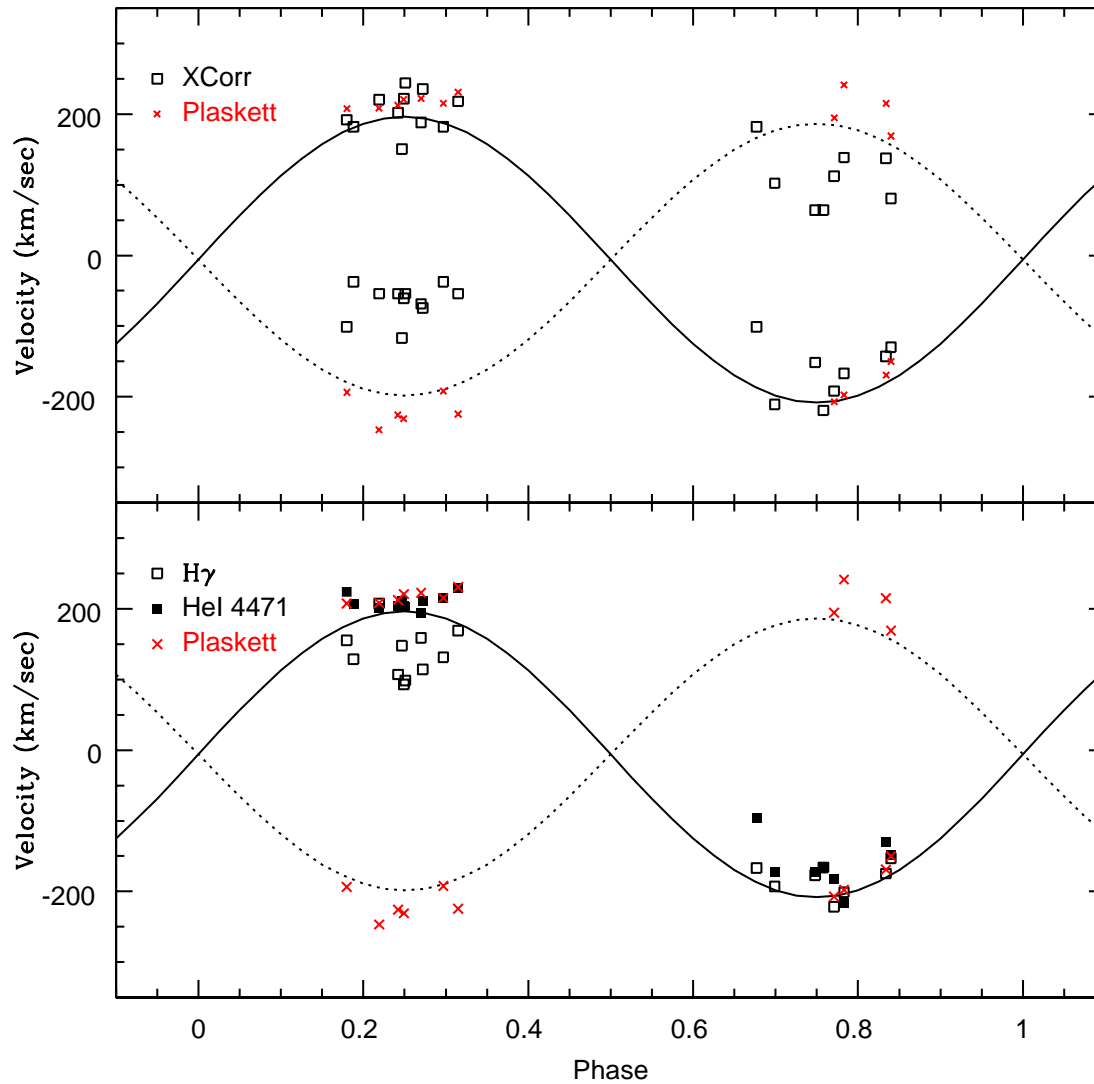 XCorr
Plaskett
200
0
-200
Velocity (km/sec)
Hγ
HeI 4471
Plaskett
200
0
-200
Velocity (km/sec)
0 0.2 0.4 0.6 0.8 1
Phase